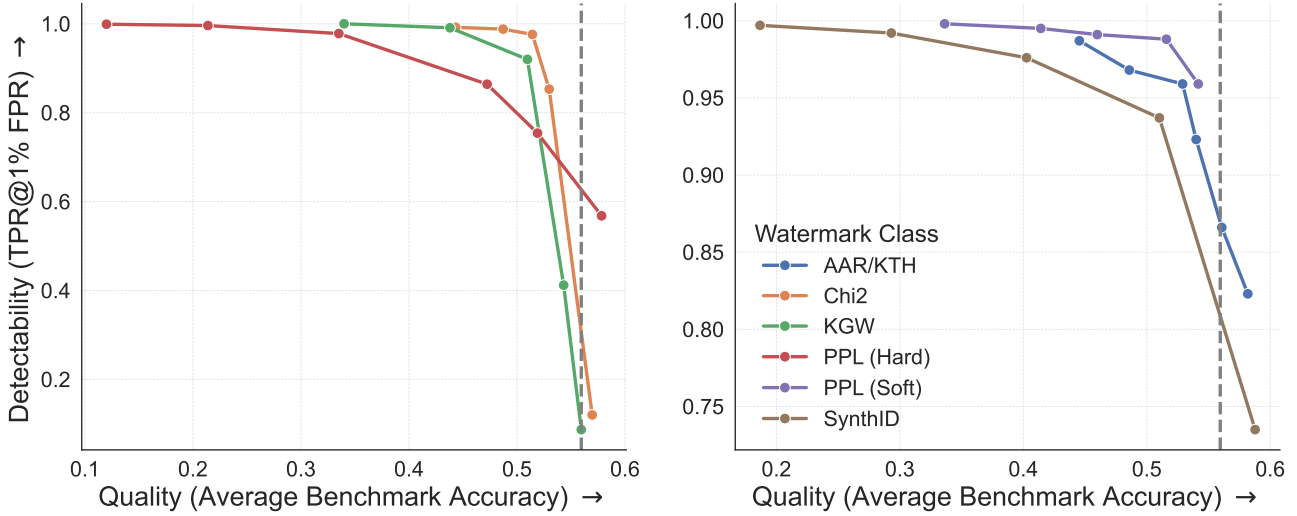 Detectability (TPR@1% FPR) →
1.0
0.8
0.6
0.4
0.2
0.1 0.2 0.3 0.4 0.5 0.6
Quality (Average Benchmark Accuracy) →
1.00
0.95
0.90
0.85
0.80
0.75
Watermark Class
AAR/KTH
Chi2
KGW
PPL (Hard)
PPL (Soft)
SynthID
0.2 0.3 0.4 0.5 0.6
Quality (Average Benchmark Accuracy) →